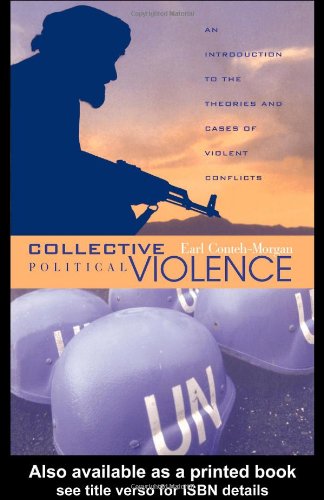 AN
INTRODUCTION
TO THE
THEORIES AND
CASES OF
VIOLENT
CONFLICTS
COLLECTIVE Earl Conteh-Morgan
POLITICAL VIOLENCE
UN
UN
UN
Also available as a printed book
see title verso for ISBN details